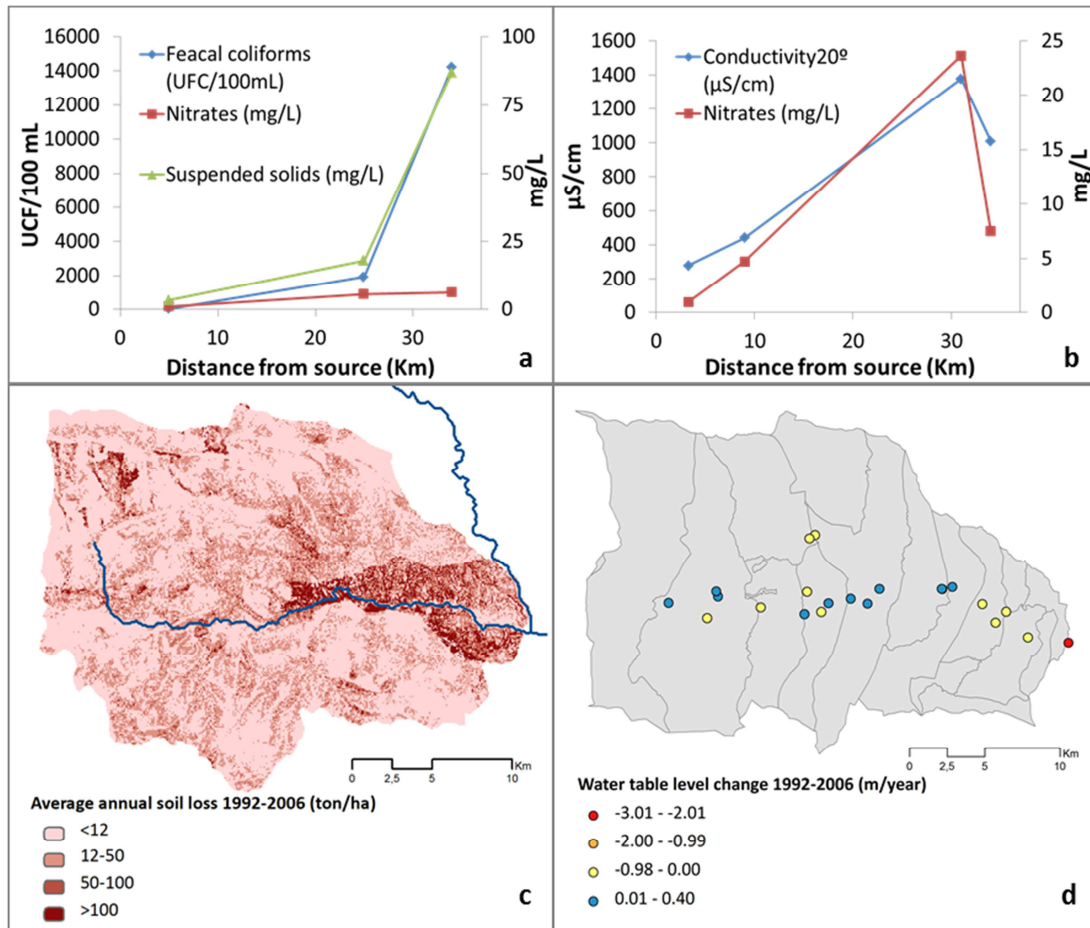 16000
14000
12000
10000
8000
6000
4000
2000
0
UCF/100 mL
Feacal coliforms
(UFC/100mL)
Nitrates (mg/L)
Suspended solids (mg/L)
100
75
50
25
0
mg/L
0
10
20
30
Distance from source (Km)
a
1600
1400
1200
1000
800
600
400
200
0
µS/cm
Conductivity20º
(µS/cm)
Nitrates (mg/L)
25
20
15
10
5
0
mg/L
0
10
20
30
Distance from source (Km)
b
Km
0 2,5 5 10
Average annual soil loss 1992-2006 (ton/ha)
<12
12-50
50-100
>100
c
Km
0 2,5 5 10
Water table level change 1992-2006 (m/year)
-3.01 - -2.01
-2.00 - -0.99
-0.98 - 0.00
0.01 - 0.40
d